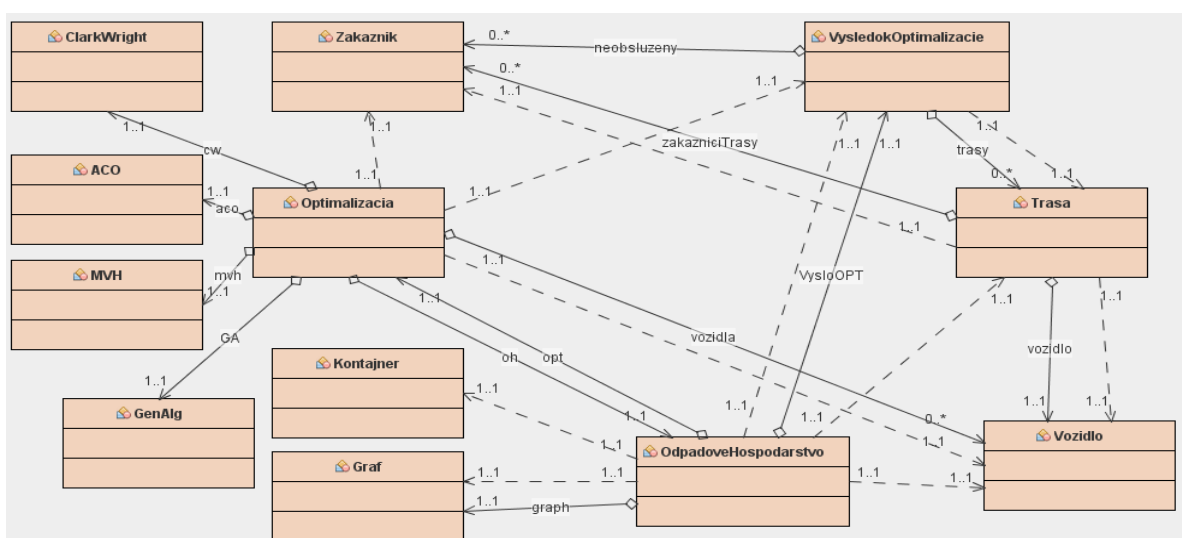 ClarkWright
Zakaznik
VysledokOptimalizacie
0..*
neobsluzeny
0..*
1..1
1..1
1..1
1..1
cw
zakazniciTrasy
1..1
1..1
1..1
trasy
ACO
1..1
1..1
1..1
0..*
1..1
aco
Optimalizacia
Trasa
1..1
MVH
mvh
1..1
1..1
VysloOPT
1..1
1..1
1..1
GA
vozidla
vozidlo
oh
opt
Kontajner
1..1
1..1
GenAlg
1..1
1..1
1..1
1..1
1..1
0..*
1..1
Vozidlo
OdpadoveHospodarstvo
1..1
1..1
Graf
1..1
1..1
1..1
1..1
1..1
graph